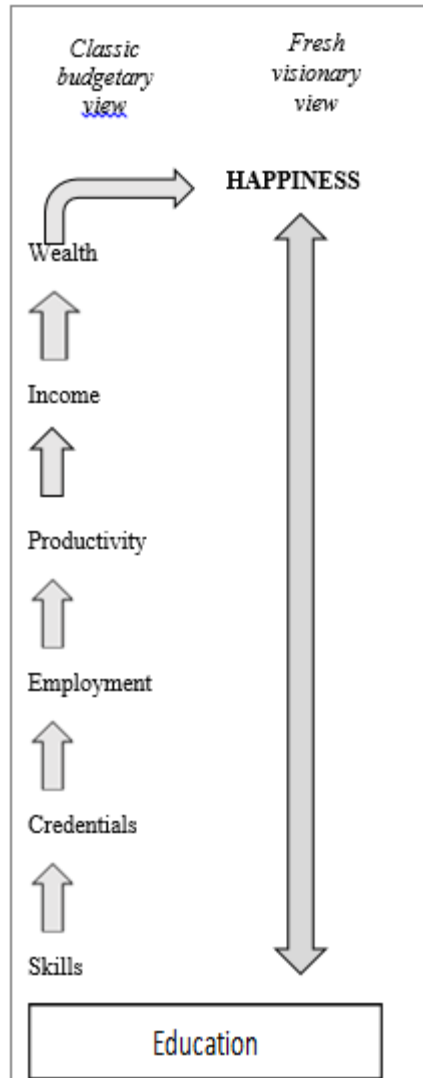 Classic
budgetary
view
Fresh
visionary
view
HAPPINESS
Wealth
Income
Productivity
Employment
Credentials
Skills
Education